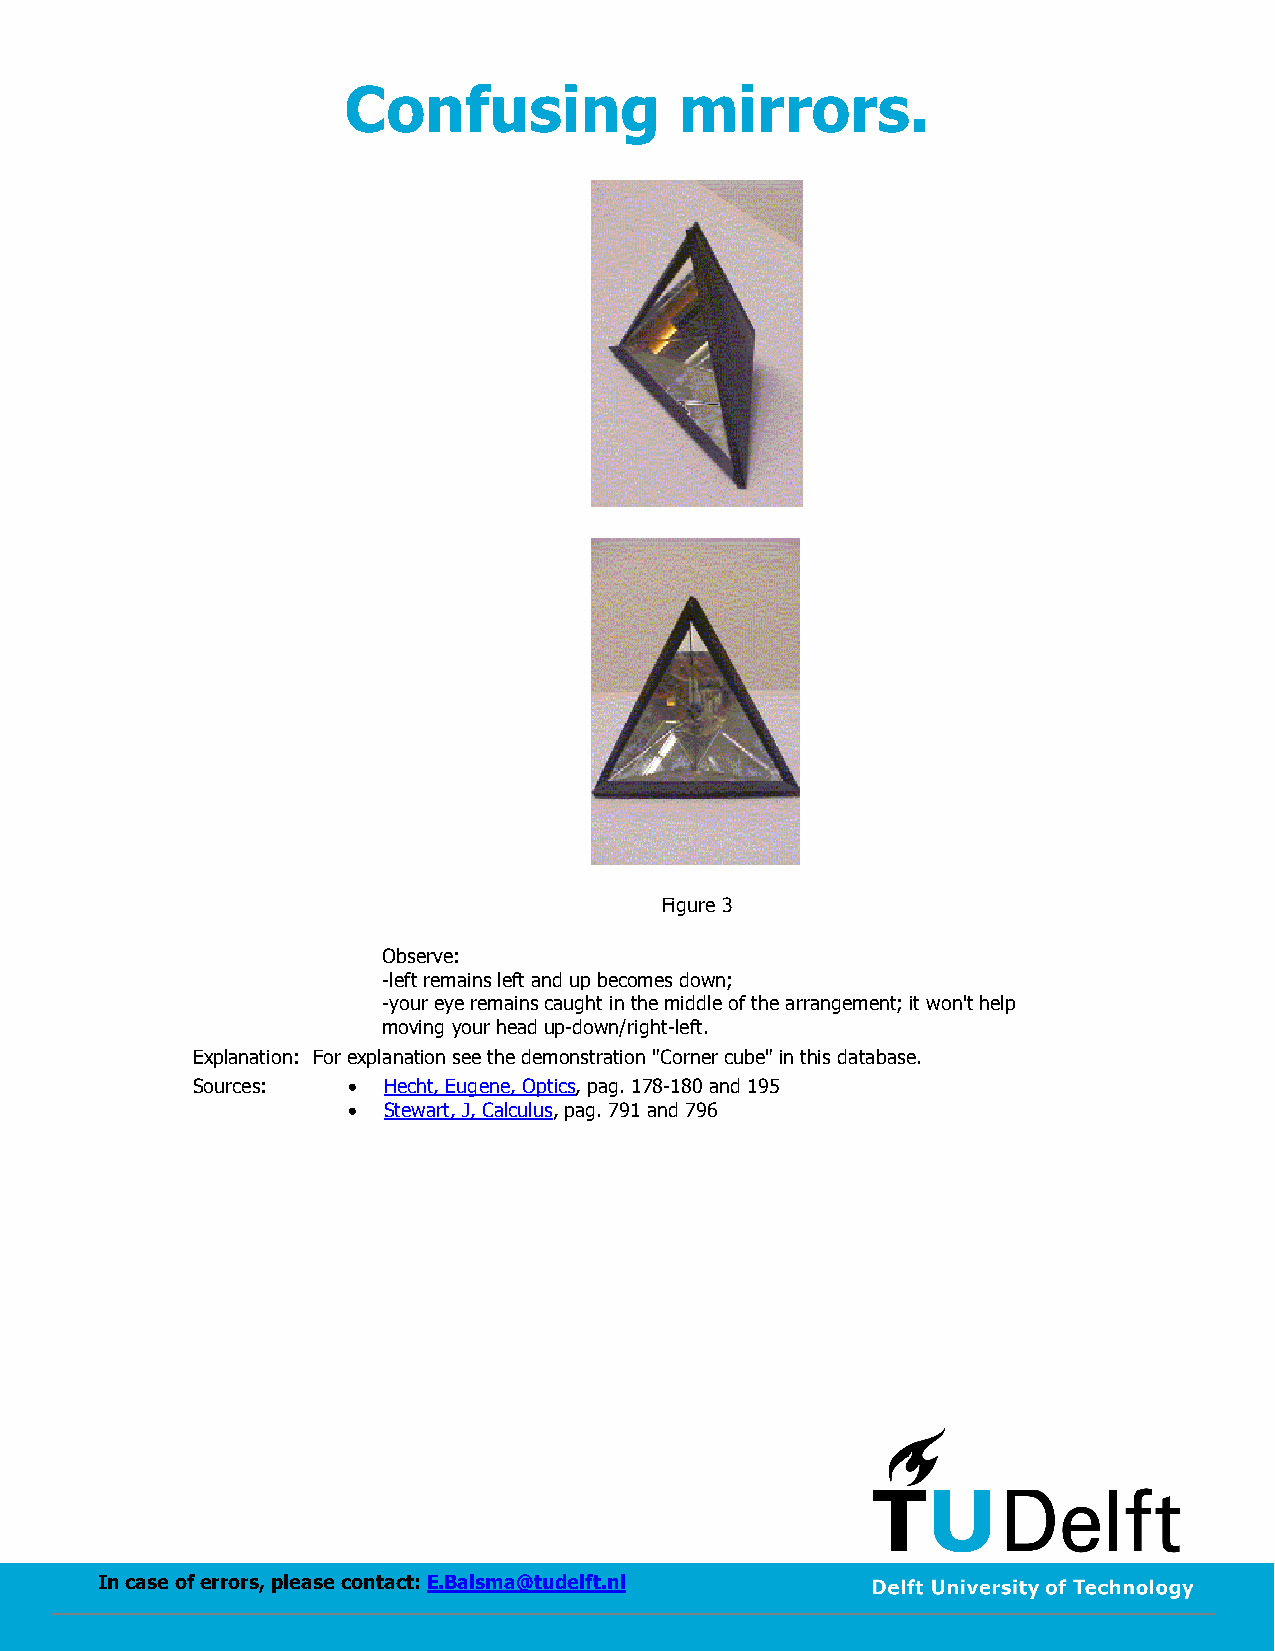 Confusing mirrors.
Figure 3
Observe:
-left remains left and up becomes down;
-your eye remains caught in the middle of the arrangement; it won't help
moving your head up-down/right-left.
Explanation: For explanation see the demonstration "Corner cube" in this database.
Sources: • Hecht, Eugene, Optics, pag. 178-180 and 195
• Stewart, J, Calculus, pag. 791 and 796
TUDelft
In case of errors, please contact: E.Balsma@tudelft.nl
Delft University of Technology